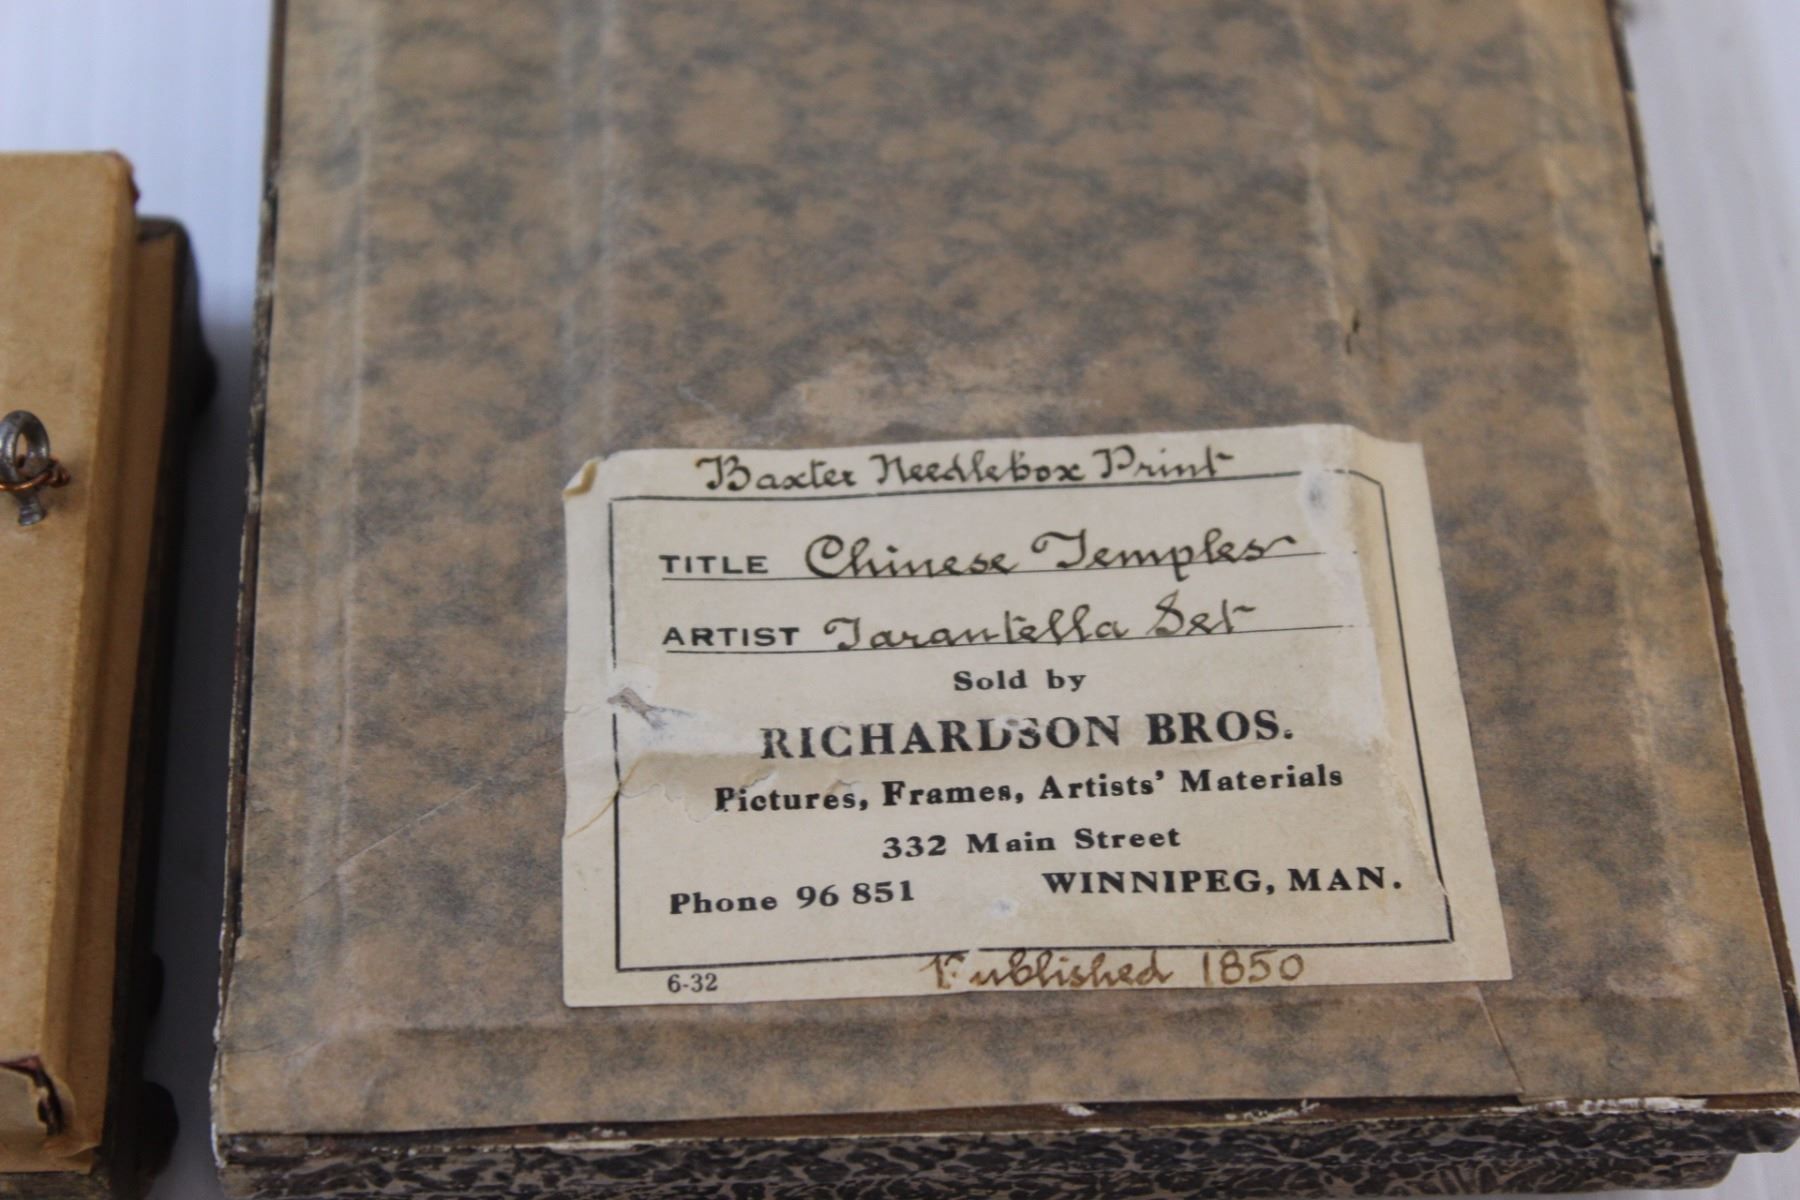 Baxter Needlebox Print
TITLE Chinese Temples
ARTIST Tarantella Set
Sold by
RICHARDSON BROS.
Pictures, Frames, Artists' Materials
332 Main Street
Phone 96 851 WINNIPEG, MAN.
6-32 Published 1850